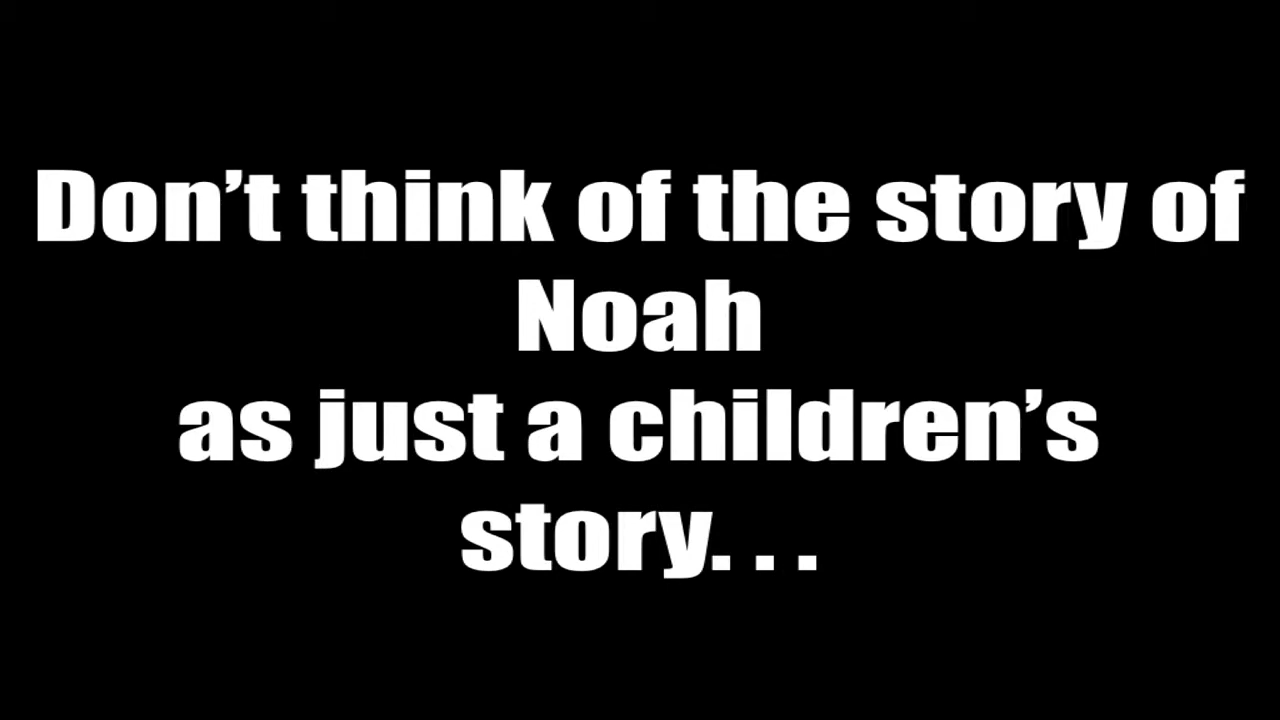 Don’t think of the story of
Noah
as just a children’s
story. . .